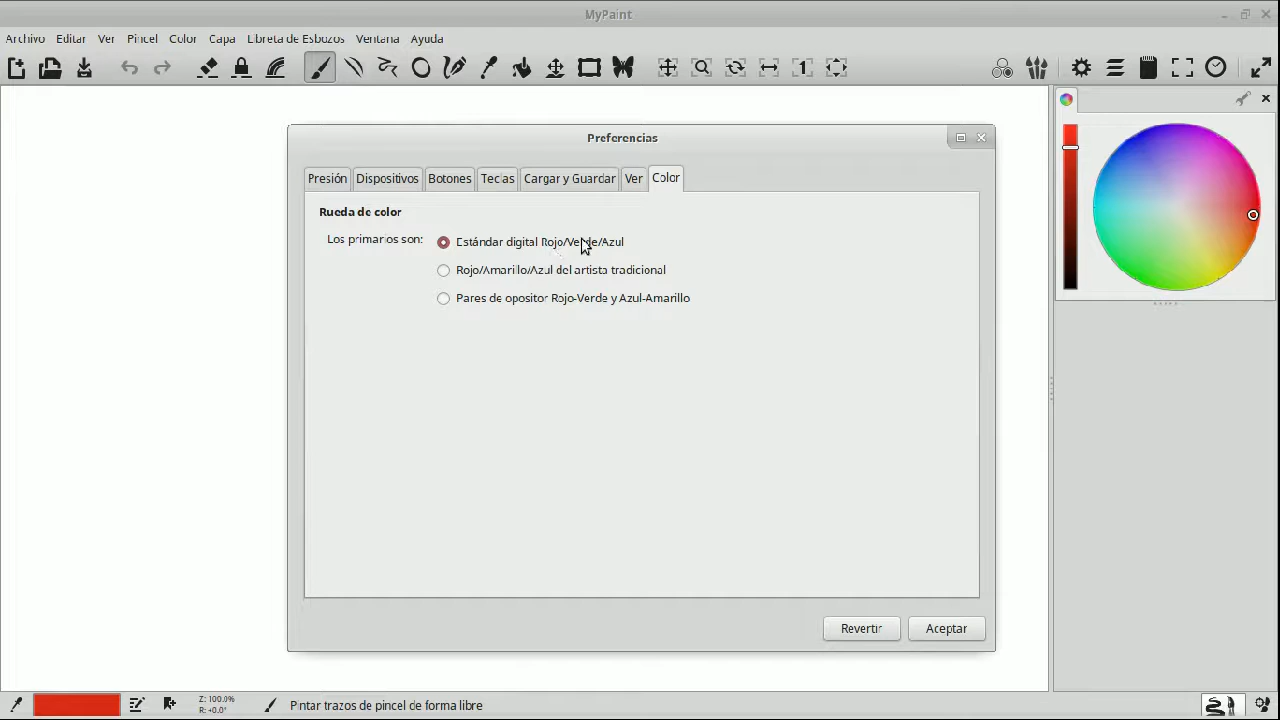 MyPaint
Archivo Editar Ver Pincel Color Capa Libreta de Esbozos Ventana Ayuda
1
Preferencias
Presión Dispositivos Botones Teclas Cargar y Guardar Ver Color
Rueda de color
Los primarios son:
Estándar digital Rojo/Verde/Azul
Rojo/Amarillo/Azul del artista tradicional
Pares de opositor Rojo-Verde y Azul-Amarillo
Revertir Aceptar
Z: 100.0%
R: +0.0°
Pintar trazos de pincel de forma libre